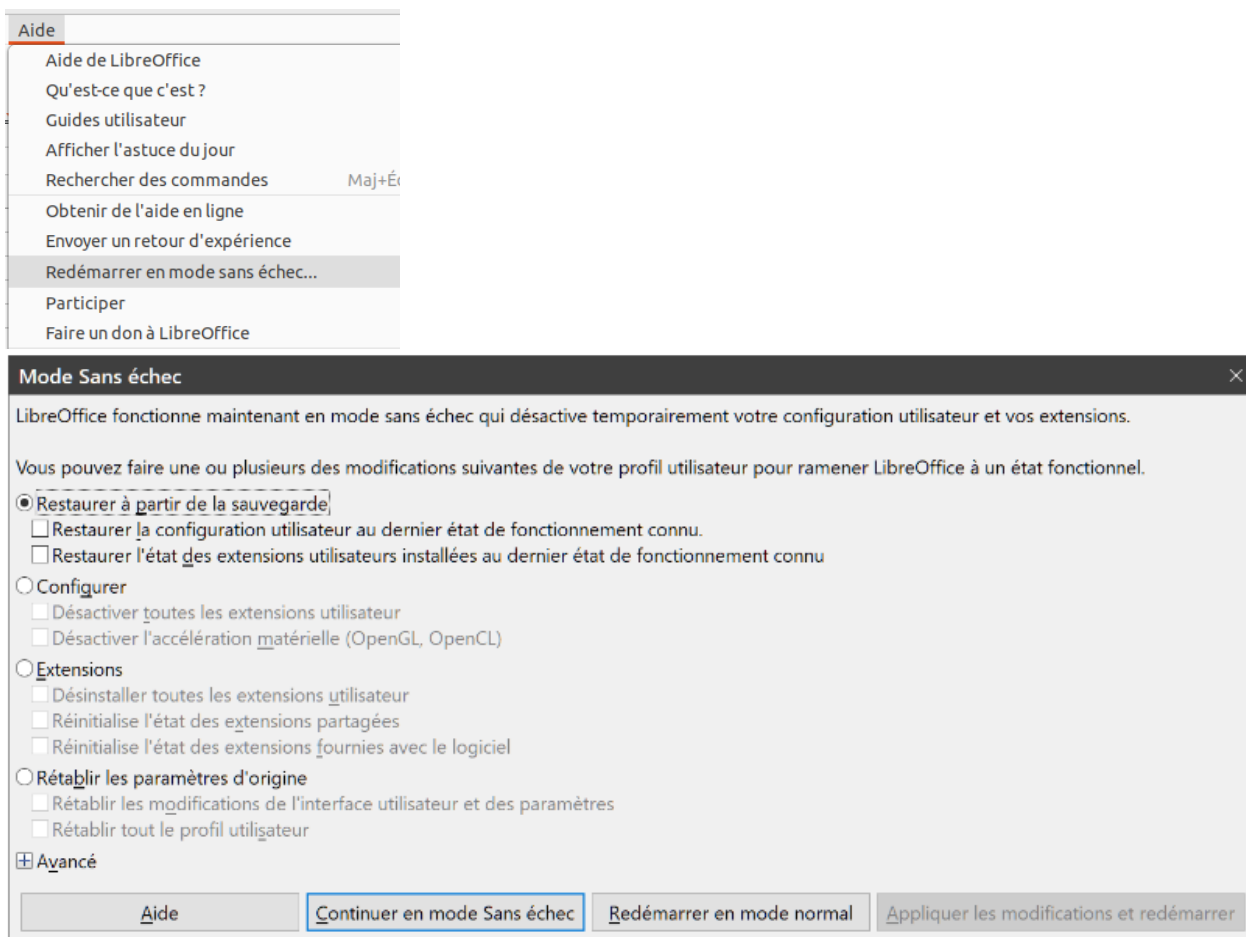 Aide
Aide de LibreOffice
Qu'est-ce que c'est ?
Guides utilisateur
Afficher l'astuce du jour
Rechercher des commandes Maj+Éc
Obtenir de l'aide en ligne
Envoyer un retour d'expérience
Redémarrer en mode sans échec...
Participer
Faire un don à LibreOffice
Mode Sans échec
LibreOffice fonctionne maintenant en mode sans échec qui désactive temporairement votre configuration utilisateur et vos extensions.
Vous pouvez faire une ou plusieurs des modifications suivantes de votre profil utilisateur pour ramener LibreOffice à un état fonctionnel.
Restaurer à partir de la sauvegarde
Restaurer la configuration utilisateur au dernier état de fonctionnement connu.
Restaurer l'état des extensions utilisateurs installées au dernier état de fonctionnement connu
Configurer
Désactiver toutes les extensions utilisateur
Désactiver l'accélération matérielle (OpenGL, OpenCL)
Extensions
Désinstaller toutes les extensions utilisateur
Réinitialise l'état des extensions partagées
Réinitialise l'état des extensions fournies avec le logiciel
Rétablir les paramètres d'origine
Rétablir les modifications de l'interface utilisateur et des paramètres
Rétablir tout le profil utilisateur
Avancé
Aide Continuer en mode Sans échec Redémarrer en mode normal Appliquer les modifications et redémarrer